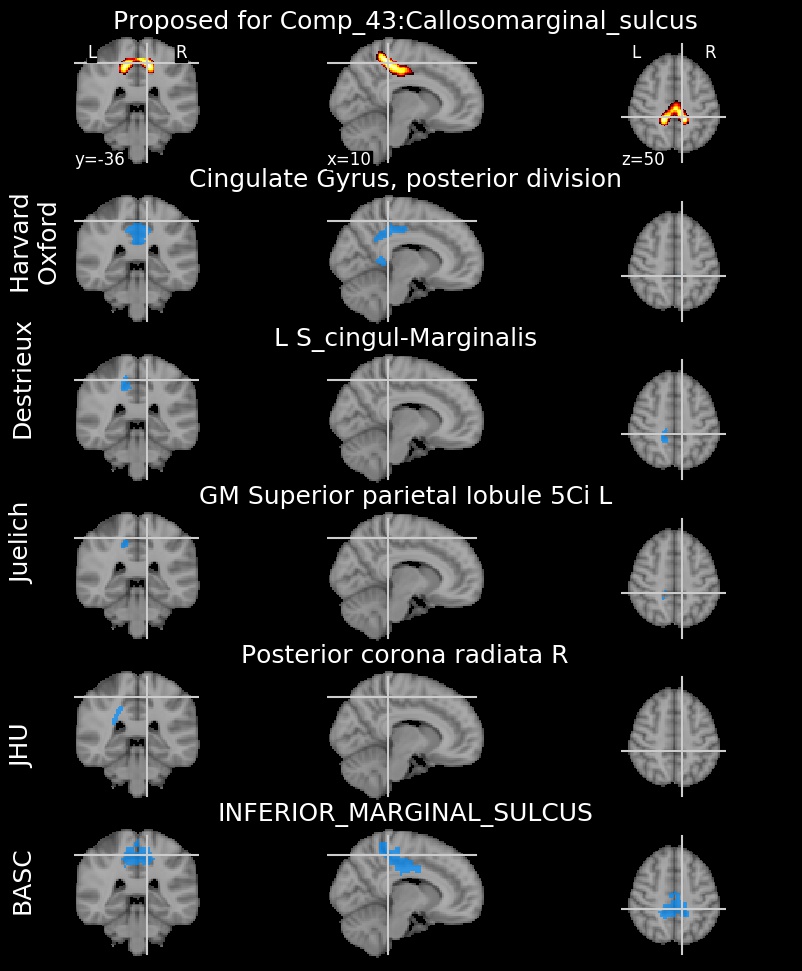 Proposed for Comp_43:Callosomarginal_sulcus
L R
L R
y=-36
x=10
z=50
Cingulate Gyrus, posterior division
Harvard
Oxford
L S_cingul-Marginalis
Destrieux
GM Superior parietal lobule 5Ci L
Juelich
Posterior corona radiata R
JHU
INFERIOR_MARGINAL_SULCUS
BASC